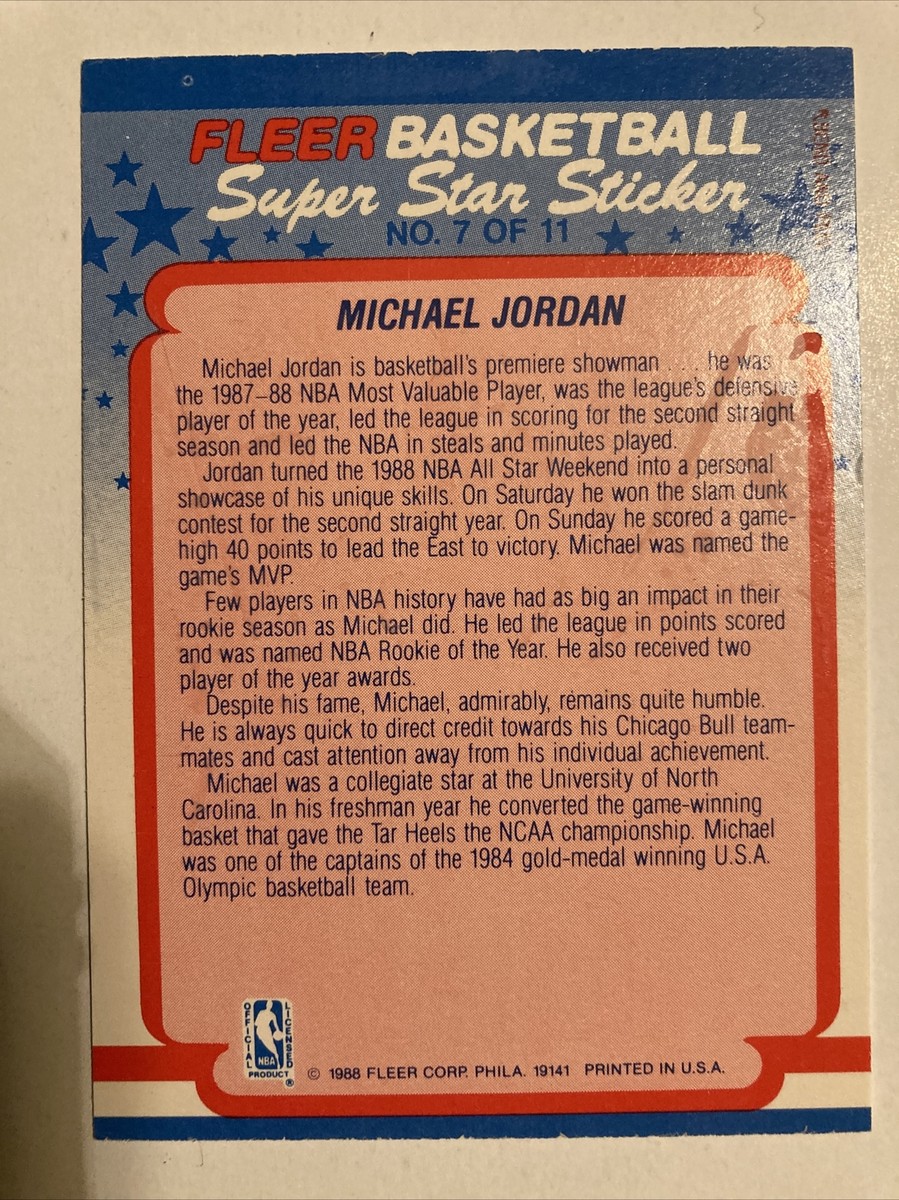 FLEER BASKETBALL
Super Star Sticker
NO. 7 OF 11
MICHAEL JORDAN
Michael Jordan is basketball's premiere showman . . . he was
the 1987–88 NBA Most Valuable Player, was the league's defensive
player of the year, led the league in scoring for the second straight
season and led the NBA in steals and minutes played.
Jordan turned the 1988 NBA All Star Weekend into a personal
showcase of his unique skills. On Saturday he won the slam dunk
contest for the second straight year. On Sunday he scored a game-
high 40 points to lead the East to victory. Michael was named the
game's MVP.
Few players in NBA history have had as big an impact in their
rookie season as Michael did. He led the league in points scored
and was named NBA Rookie of the Year. He also received two
player of the year awards.
Despite his fame, Michael, admirably, remains quite humble.
He is always quick to direct credit towards his Chicago Bull team-
mates and cast attention away from his individual achievement.
Michael was a collegiate star at the University of North
Carolina. In his freshman year he converted the game-winning
basket that gave the Tar Heels the NCAA championship. Michael
was one of the captains of the 1984 gold-medal winning U.S.A.
Olympic basketball team.
OFFICIAL
LICENSED
NBA
PRODUCT ®
© 1988 FLEER CORP. PHILA. 19141 PRINTED IN U.S.A.